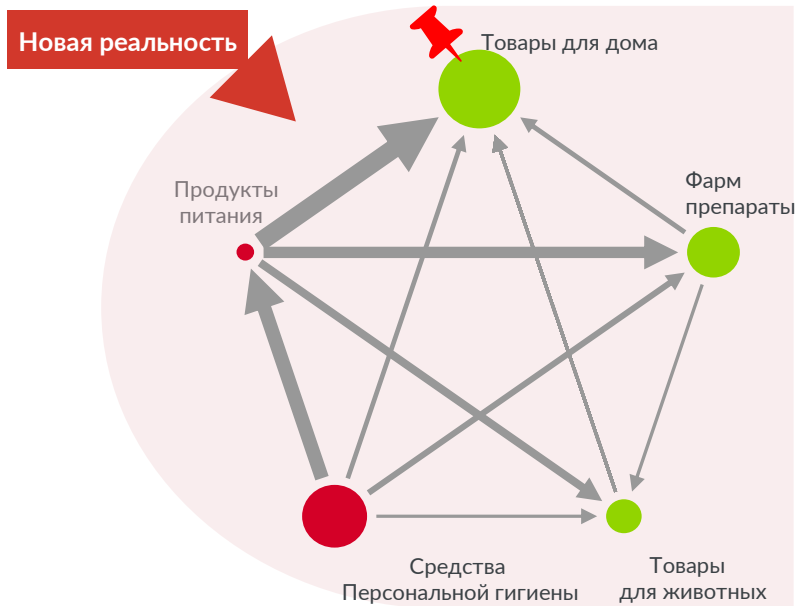 Новая реальность
Товары для дома
Продукты
питания
Фарм
препараты
Средства
Персональной гигиены
Товары
для животных